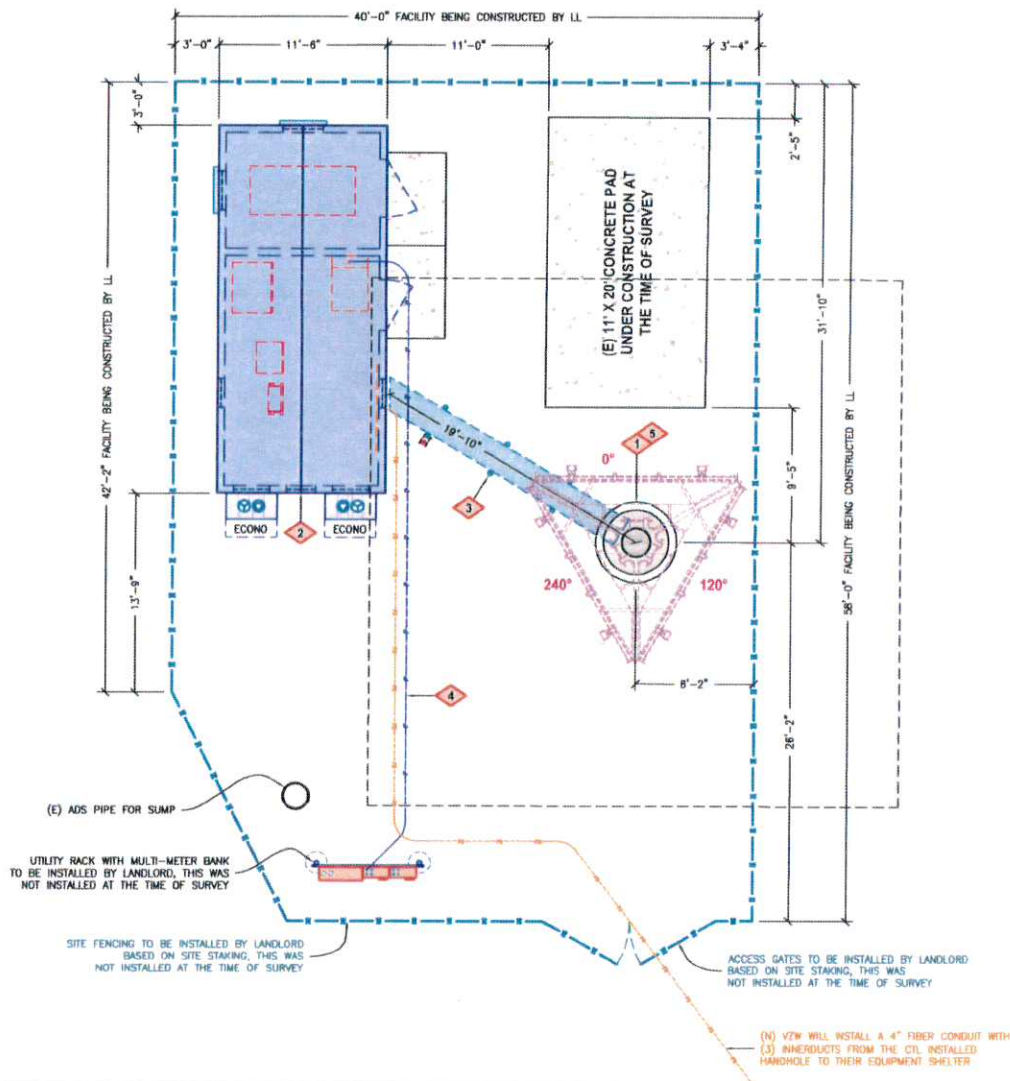 40'-0" FACILITY BEING CONSTRUCTED BY LL
3'-0"
11'-6"
11'-0"
3'-4"
3'-0"
2'-5"
42'-2" FACILITY BEING CONSTRUCTED BY LL
(E) 11' X 20' CONCRETE PAD
UNDER CONSTRUCTION AT
THE TIME OF SURVEY
31'-10"
58'-0" FACILITY BEING CONSTRUCTED BY LL
19'-10"
9'-5"
1
5
0°
3
ECONO
ECONO
2
240°
120°
13'-9"
8'-2"
4
26'-2"
(E) ADS PIPE FOR SUMP
UTILITY RACK WITH MULTI-METER BANK
TO BE INSTALLED BY LANDLORD, THIS WAS
NOT INSTALLED AT THE TIME OF SURVEY
SITE FENCING TO BE INSTALLED BY LANDLORD
BASED ON SITE STAKING, THIS WAS
NOT INSTALLED AT THE TIME OF SURVEY
ACCESS GATES TO BE INSTALLED BY LANDLORD
BASED ON SITE STAKING, THIS WAS
NOT INSTALLED AT THE TIME OF SURVEY
(N) VZW WILL INSTALL A 4" FIBER CONDUIT WITH
(3) INNERDUCTS FROM THE CTL INSTALLED
HANDHOLE TO THEIR EQUIPMENT SHELTER